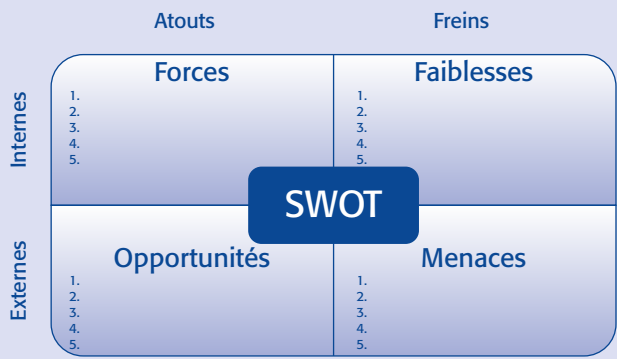 Atouts
Freins
Internes
Forces
1.
2.
3.
4.
5.
Faiblesses
1.
2.
3.
4.
5.
SWOT
Externes
Opportunités
1.
2.
3.
4.
5.
Menaces
1.
2.
3.
4.
5.